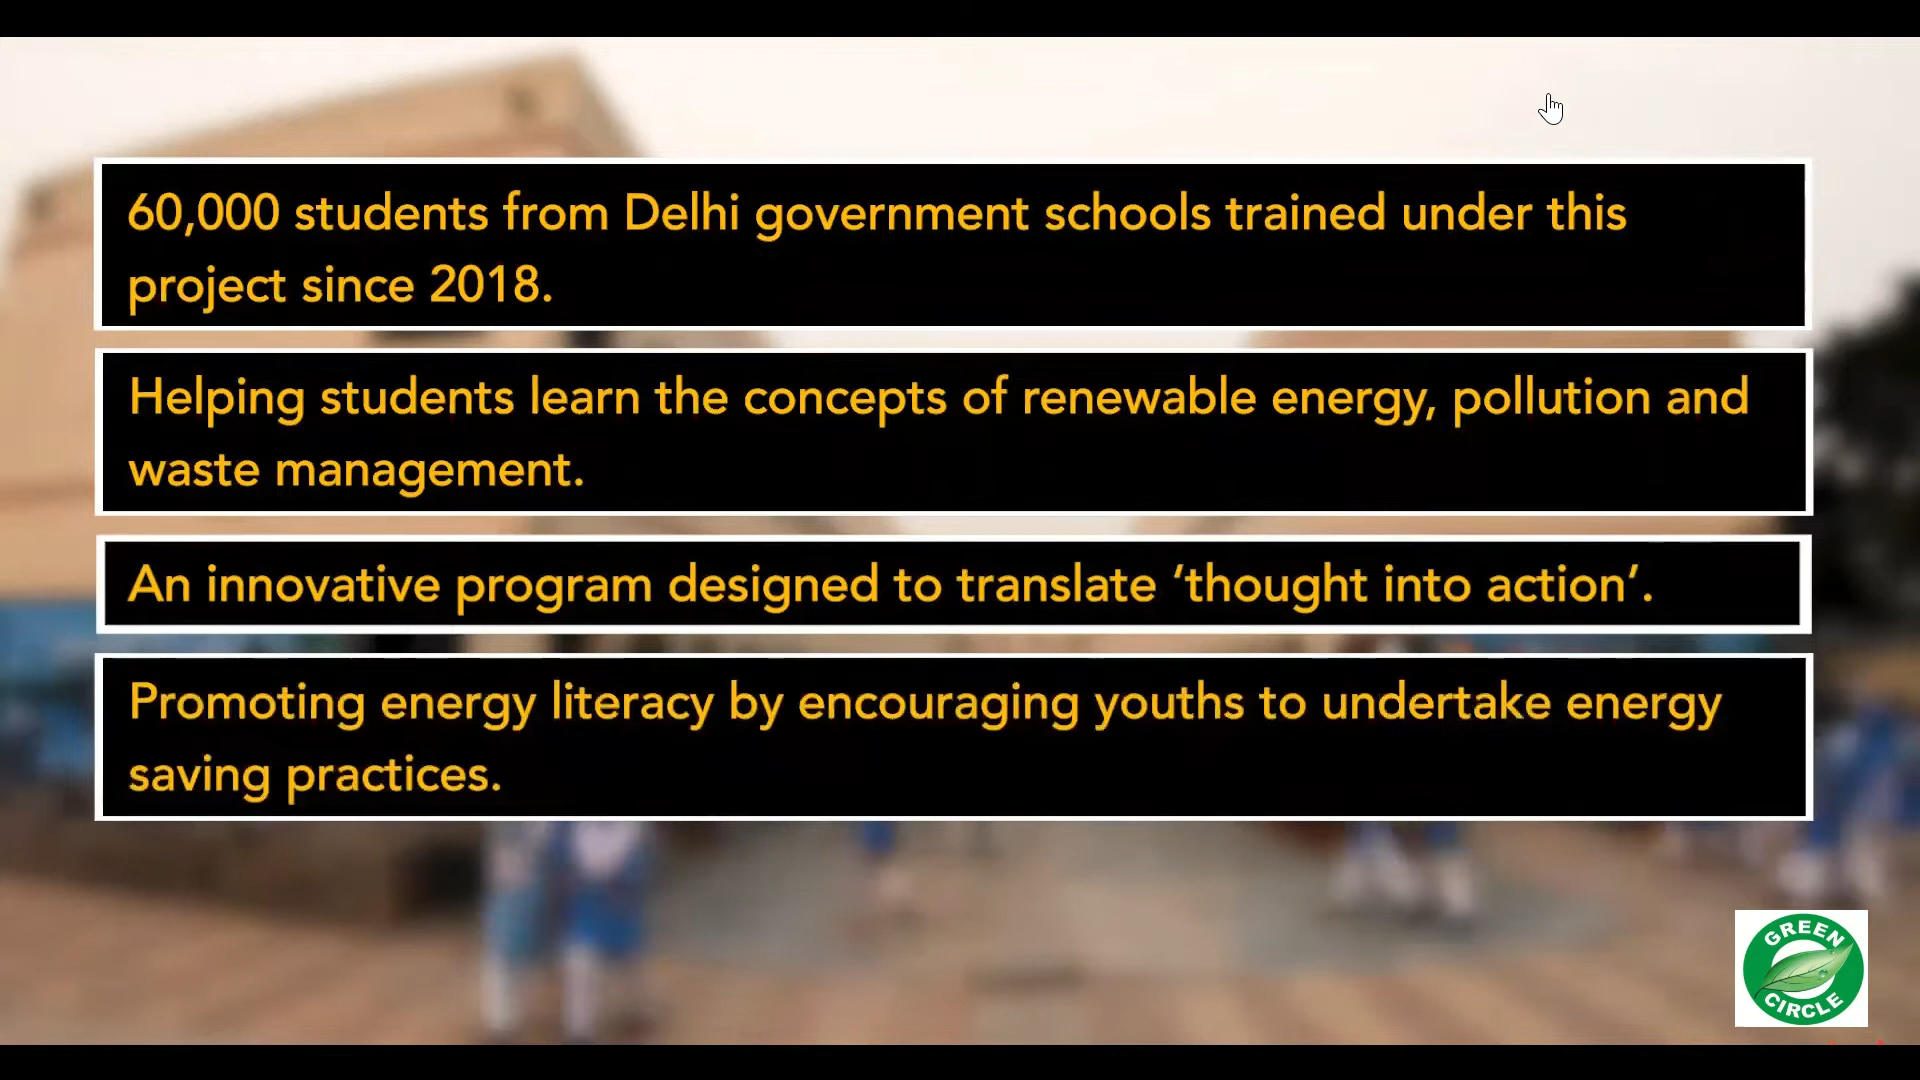 60,000 students from Delhi government schools trained under this
project since 2018.
Helping students learn the concepts of renewable energy, pollution and
waste management.
An innovative program designed to translate ‘thought into action’.
Promoting energy literacy by encouraging youths to undertake energy
saving practices.
GREEN
CIRCLE